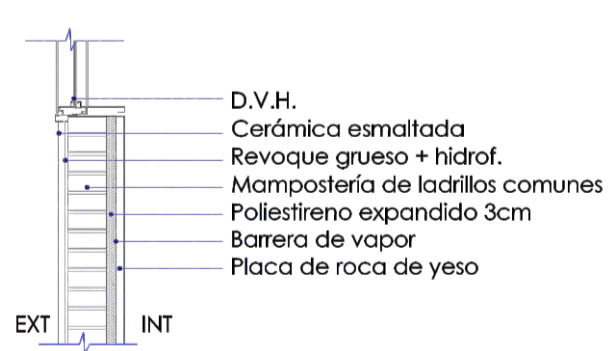 D.V.H.
Cerámica esmaltada
Revoque grueso + hidrof.
Mampostería de ladrillos comunes
Poliestireno expandido 3cm
Barrera de vapor
Placa de roca de yeso
EXT INT